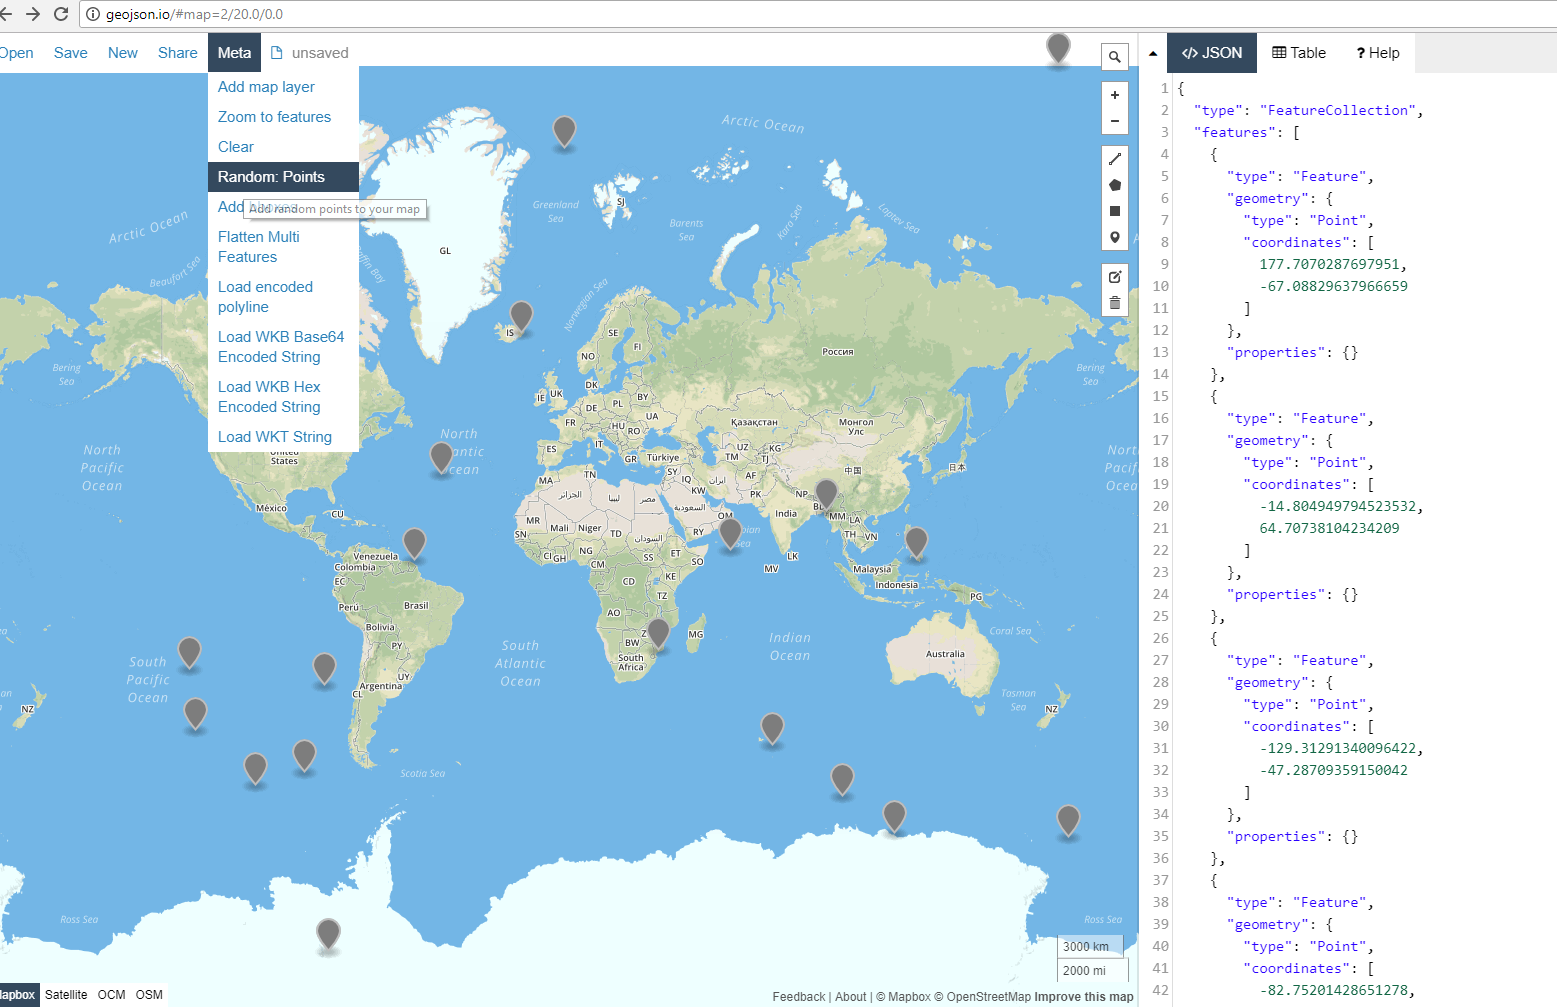 geojson.io/#map=2/20.0/0.0
Open Save New Share Meta unsaved
Add map layer
Zoom to features
Clear
Random: Points
Add
Add random points to your map
Flatten Multi
Features
Load encoded
polyline
Load WKB Base64
Encoded String
Load WKB Hex
Encoded String
Load WKT String
</> JSON Table ? Help
+
−
Arctic Ocean
Arctic Ocean
Greenland
Sea
SJ
Barents
Sea
Kara Sea
Laptev Sea
Beaufort Sea
Baffin Bay
GL
Norwegian Sea
IS
SE
FI
NO
Россия
Bering
Sea
Bering
Sea
DK
IE
UK
BY
PL
DE
UA
FR
HU
RO
IT
ES
GR
Türkiye
Қазақстан
Монгол
Улс
UZ
KG
TM
TJ
SY
IQ
ایران
AF
中国
日本
North
Pacific
Ocean
United
States
North
Ocean
MA
TN
الجزائر
ليبيا
مصر
KW
السعودية
PK
NP
México
CU
MR
Mali
Niger
TD
السودان
RY
OM
India
MM
LA
TH
VN
SN
CI
GH
NG
CM
SS
ET
SO
LK
MV
Venezuela
Colombia
EC
Malaysia
Indonesia
CD
KE
TZ
PG
Perú
Brasil
AO
Bolivia
PY
BW
MG
South
Africa
South
Pacific
Ocean
South
Atlantic
Ocean
Indian
Ocean
Coral Sea
Australia
Argentina
UY
CL
NZ
NZ
Tasman
Sea
Scotia Sea
Ross Sea
Ross Sea
3000 km
2000 mi
Mapbox Satellite OCM OSM
Feedback | About | © Mapbox © OpenStreetMap Improve this map
1 {
2 "type": "FeatureCollection",
3 "features": [
4 {
5 "type": "Feature",
6 "geometry": {
7 "type": "Point",
8 "coordinates": [
9 177.7070287697951,
10 -67.08829637966659
11 ]
12 },
13 "properties": {}
14 },
15 {
16 "type": "Feature",
17 "geometry": {
18 "type": "Point",
19 "coordinates": [
20 -14.804949794523532,
21 64.70738104234209
22 ]
23 },
24 "properties": {}
25 },
26 {
27 "type": "Feature",
28 "geometry": {
29 "type": "Point",
30 "coordinates": [
31 -129.31291340096422,
32 -47.28709359150042
33 ]
34 },
35 "properties": {}
36 },
37 {
38 "type": "Feature",
39 "geometry": {
40 "type": "Point",
41 "coordinates": [
42 -82.75201428651278,